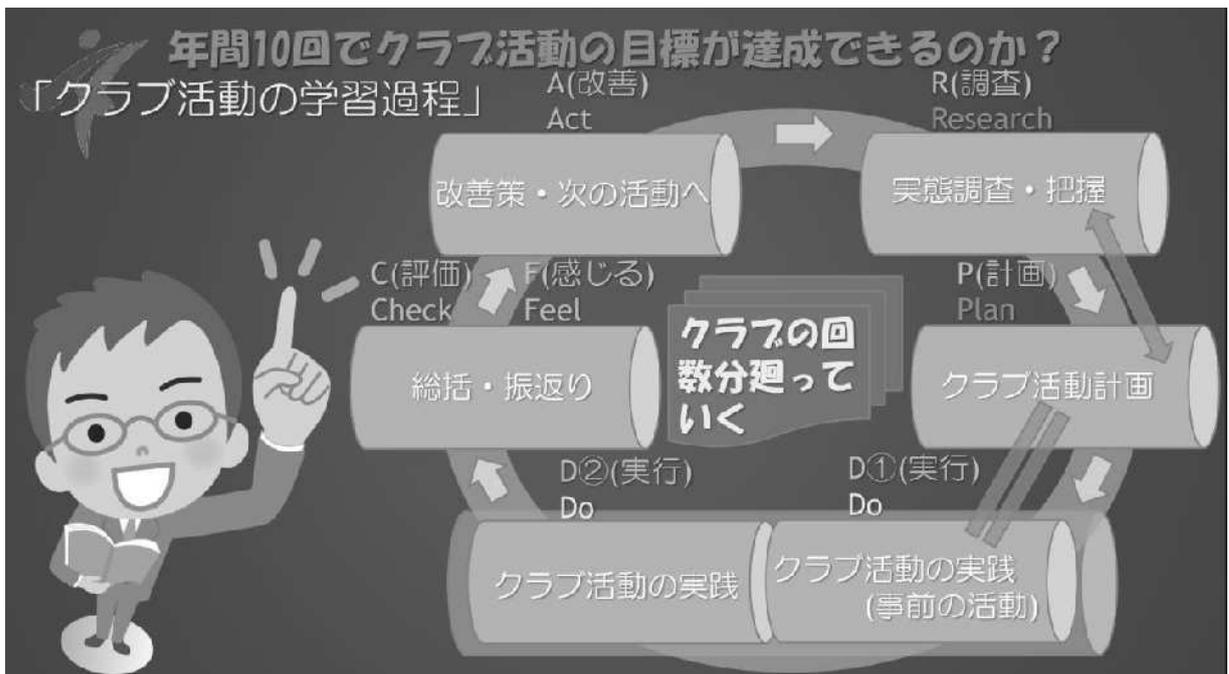 年間10回でクラブ活動の目標が達成できるのか？
「クラブ活動の学習過程」
A(改善)
Act
R(調査)
Research
改善策・次の活動へ
実態調査・把握
C(評価)
Check
F(感じる)
Feel
P(計画)
Plan
クラブの回
数分廻って
いく
総括・振返り
クラブ活動計画
D②(実行)
Do
D①(実行)
Do
クラブ活動の実践
クラブ活動の実践
(事前の活動)